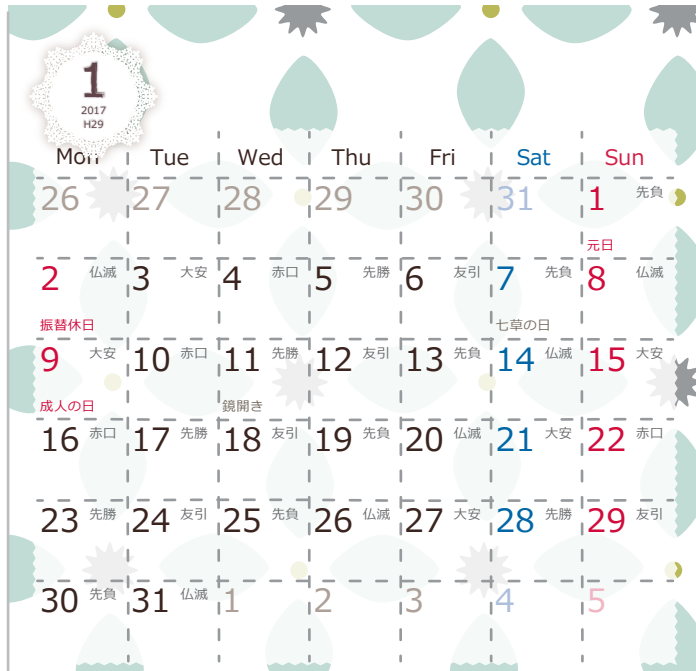 1
2017
H29
Mon Tue Wed Thu Fri Sat Sun
26 27 28 29 30 31 1 先負
元日
2 仏滅 3 大安 4 赤口 5 先勝 6 友引 7 先負 8 仏滅
振替休日 七草の日
9 大安 10 赤口 11 先勝 12 友引 13 先負 14 仏滅 15 大安
成人の日 鏡開き
16 赤口 17 先勝 18 友引 19 先負 20 仏滅 21 大安 22 赤口
23 先勝 24 友引 25 先負 26 仏滅 27 大安 28 先勝 29 友引
30 先負 31 仏滅 1 2 3 4 5